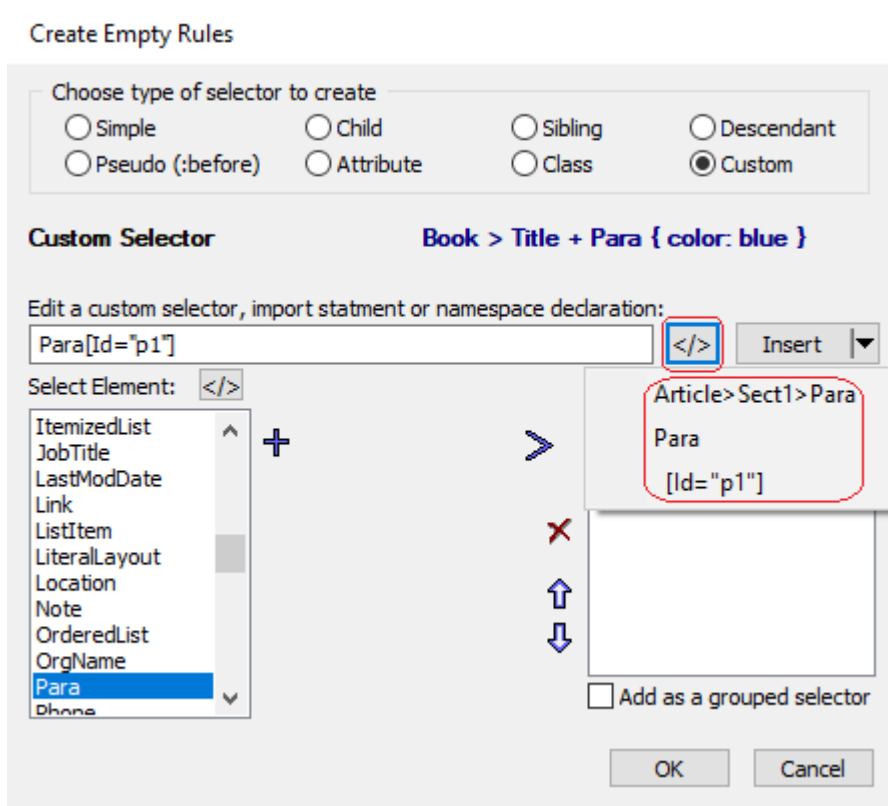 Create Empty Rules
Choose type of selector to create
Simple Child Sibling Descendant
Pseudo (:before) Attribute Class Custom
Custom Selector Book > Title + Para { color: blue }
Edit a custom selector, import statment or namespace declaration:
Para[Id="p1"] </> Insert
Select Element: </>
Article>Sect1>Para
Para
[Id="p1"]
ItemizedList
JobTitle
LastModDate
Link
ListItem
LiteralLayout
Location
Note
OrderedList
OrgName
Para
Phone
Add as a grouped selector
OK Cancel